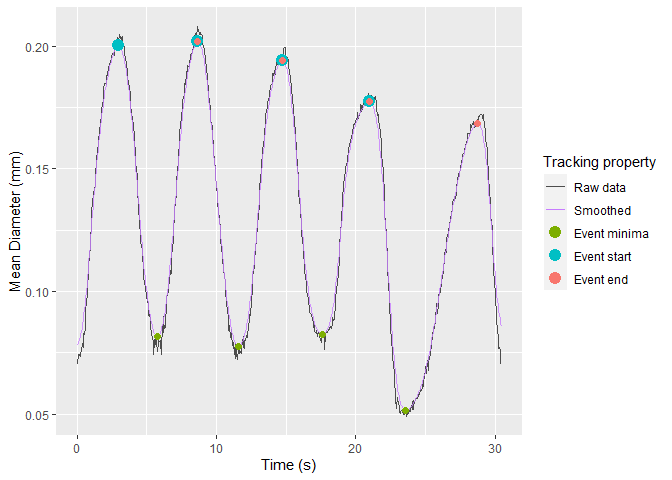 0.20
0.15
0.10
0.05
Mean Diameter (mm)
0
10
20
30
Time (s)
Tracking property
Raw data
Smoothed
Event minima
Event start
Event end